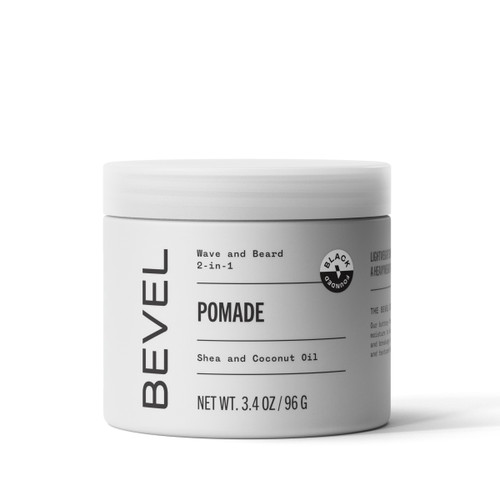 BEVEL
Wave and Beard
2-in-1
BLACK
FOUNDED
POMADE
Shea and Coconut Oil
NET WT. 3.4 OZ / 96 G